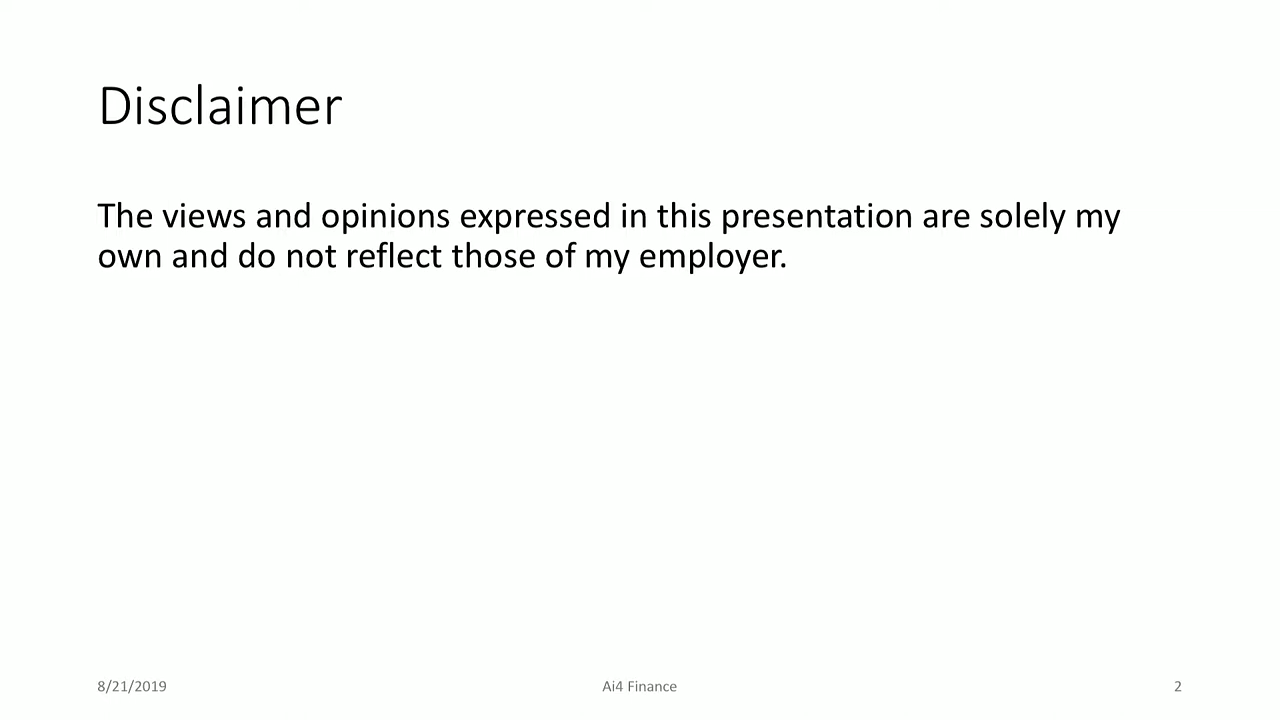 Disclaimer
The views and opinions expressed in this presentation are solely my
own and do not reflect those of my employer.
8/21/2019
Ai4 Finance
2